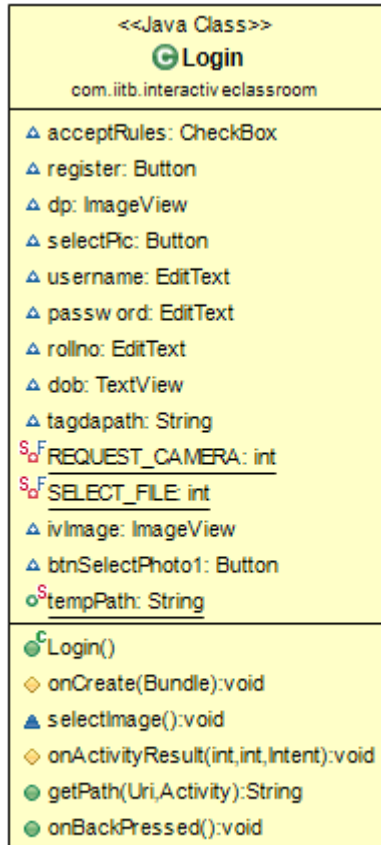 <<Java Class>>
C Login
com.iitb.interactiveclassroom
acceptRules: CheckBox
register: Button
dp: ImageView
selectPic: Button
username: EditText
password: EditText
rollno: EditText
dob: TextView
tagdapath: String
S F REQUEST_CAMERA: int
S F SELECT_FILE: int
ivImage: ImageView
btnSelectPhoto1: Button
S tempPath: String
C Login()
onCreate(Bundle):void
selectImage():void
onActivityResult(int,int,Intent):void
getPath(Uri,Activity):String
onBackPressed():void